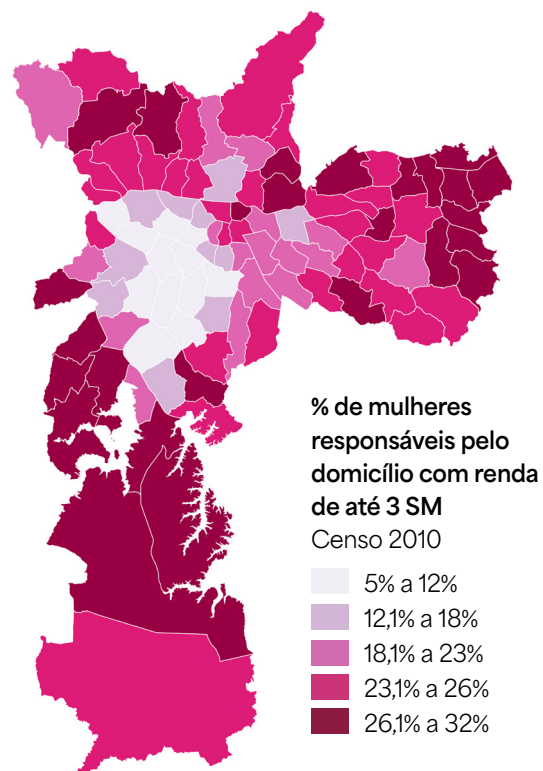 % de mulheres
responsáveis pelo
domicílio com renda
de até 3 SM
Censo 2010
5% a 12%
12,1% a 18%
18,1% a 23%
23,1% a 26%
26,1% a 32%